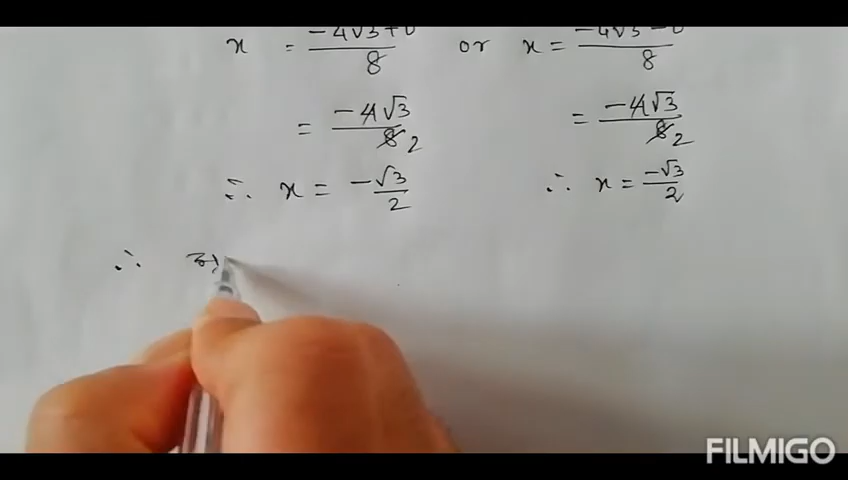 x = -4√3+0/8 or x = -4√3-0/8
= -4√3/8 2 = -4√3/8 2
∴ x = -√3/2 ∴ x = -√3/2
∴
FILMIGO